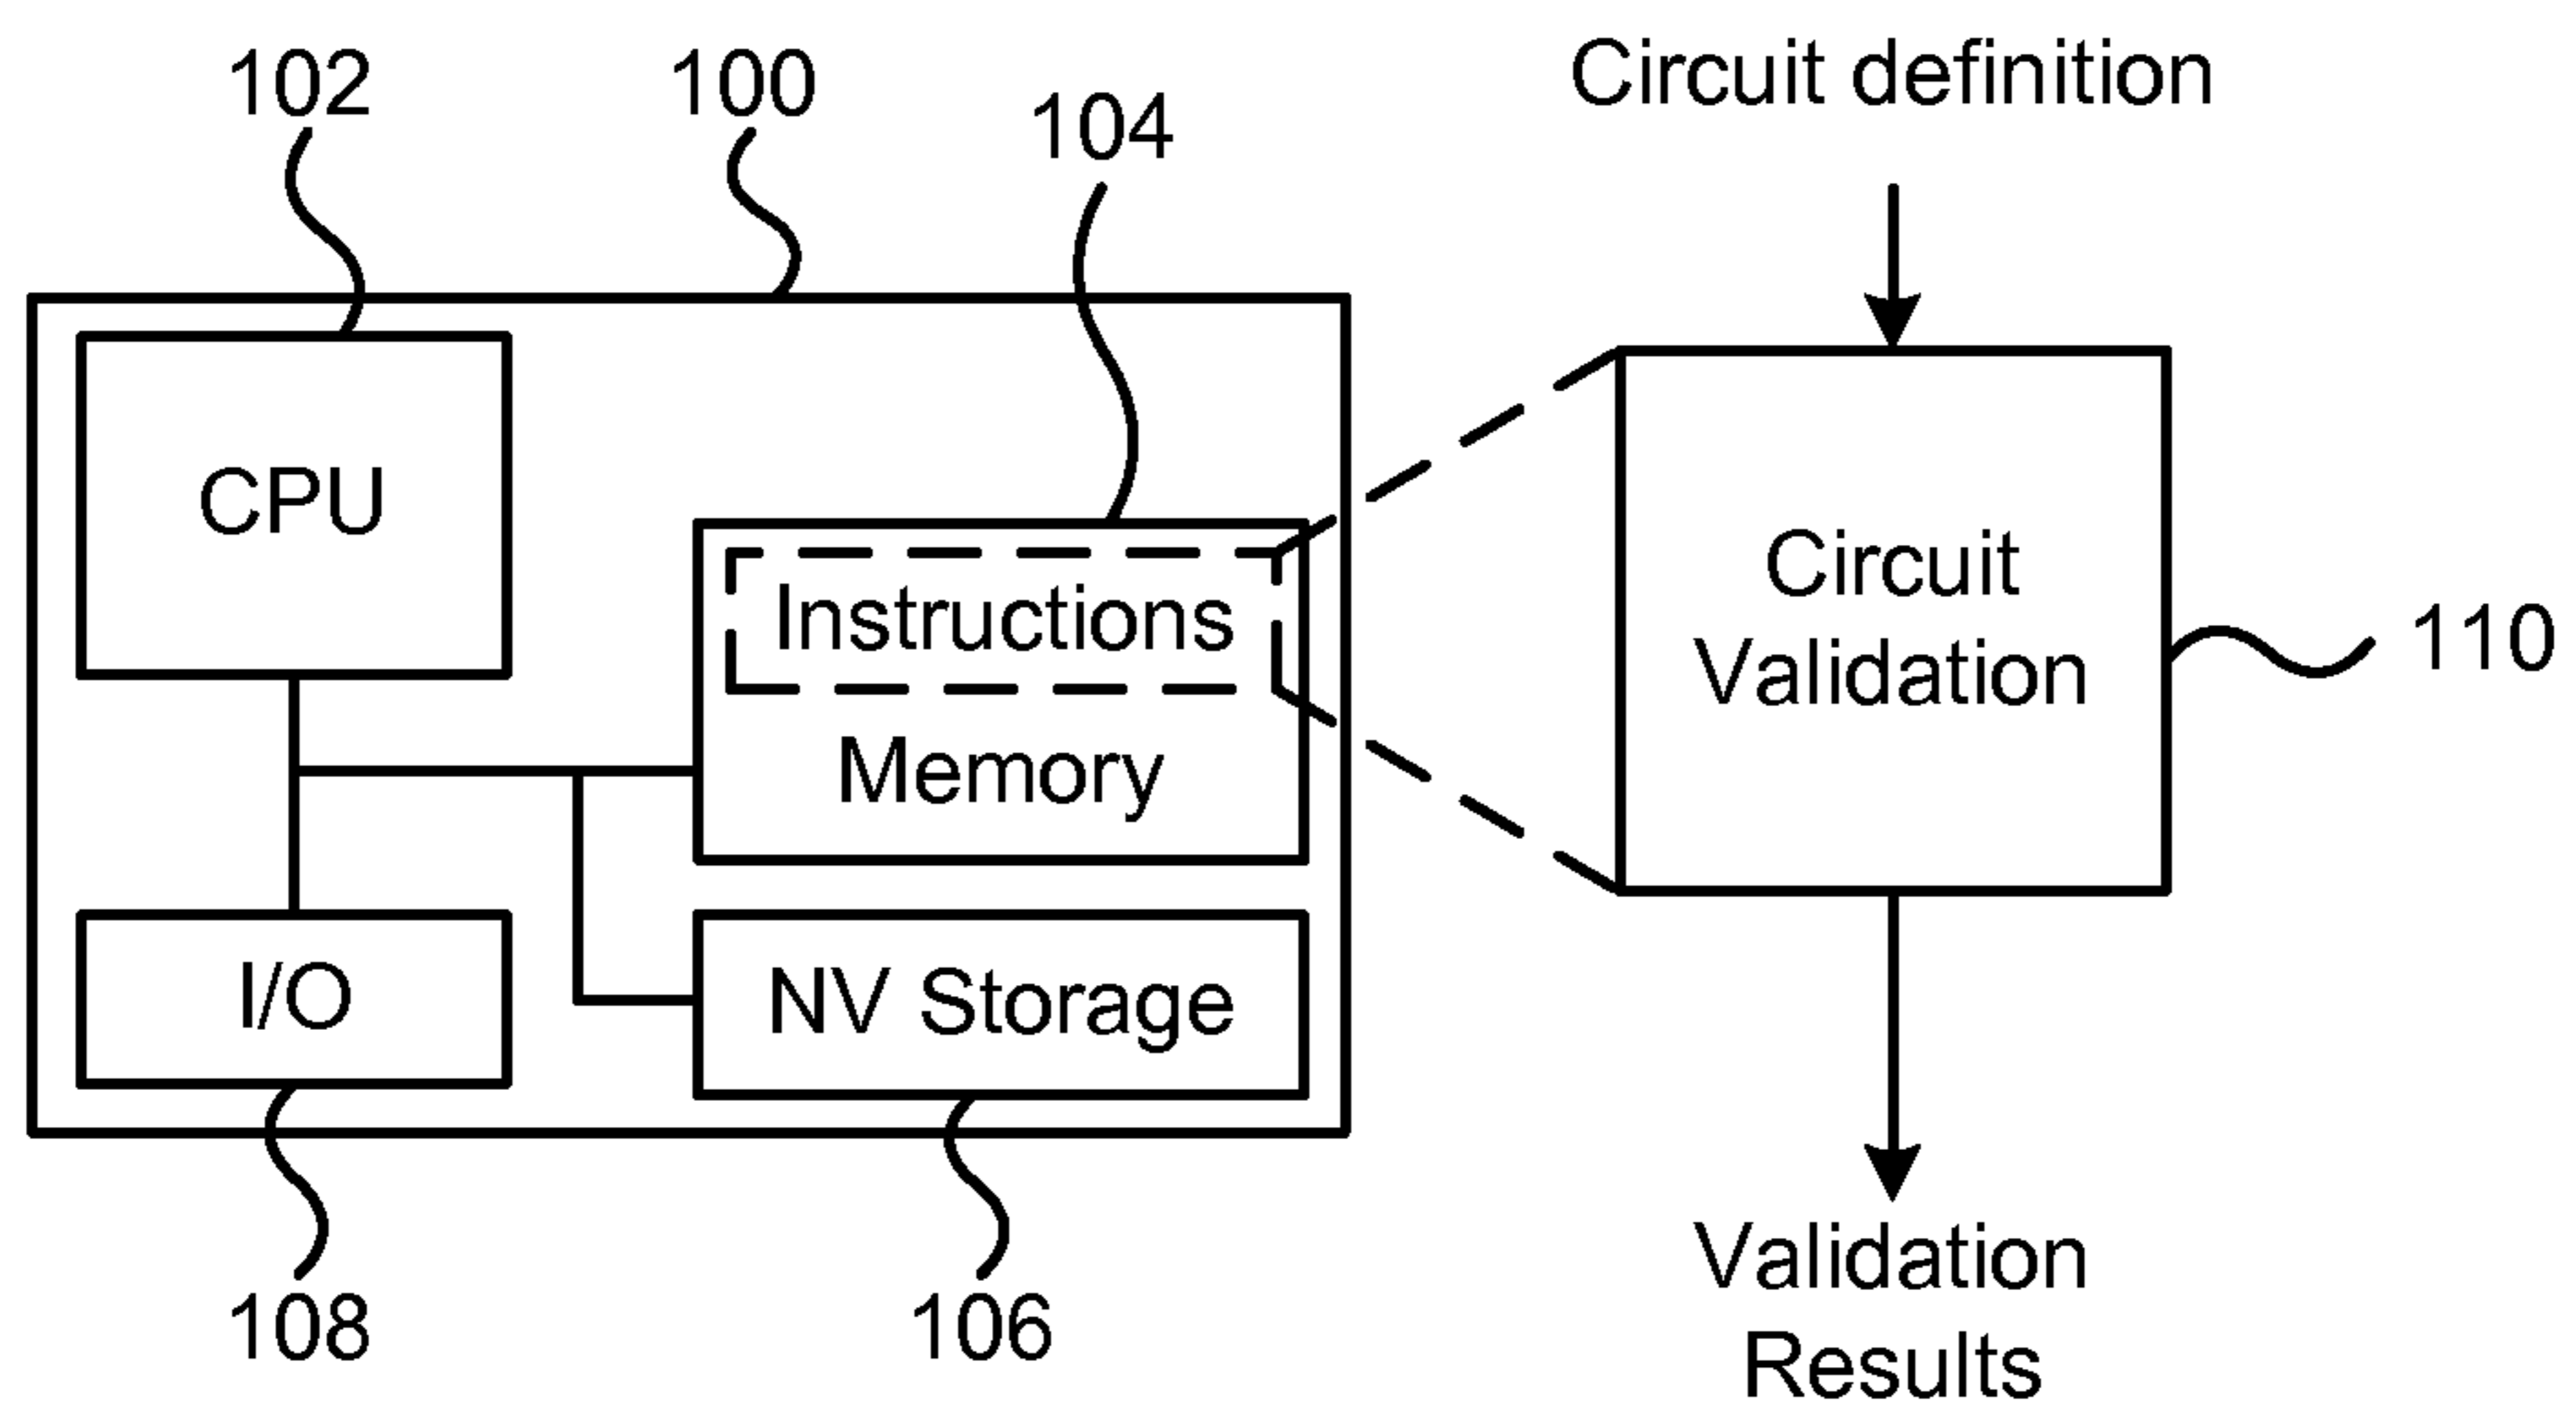 102
100
104
Circuit definition
CPU
Instructions
Memory
Circuit
Validation
110
I/O
NV Storage
108
106
Validation
Results